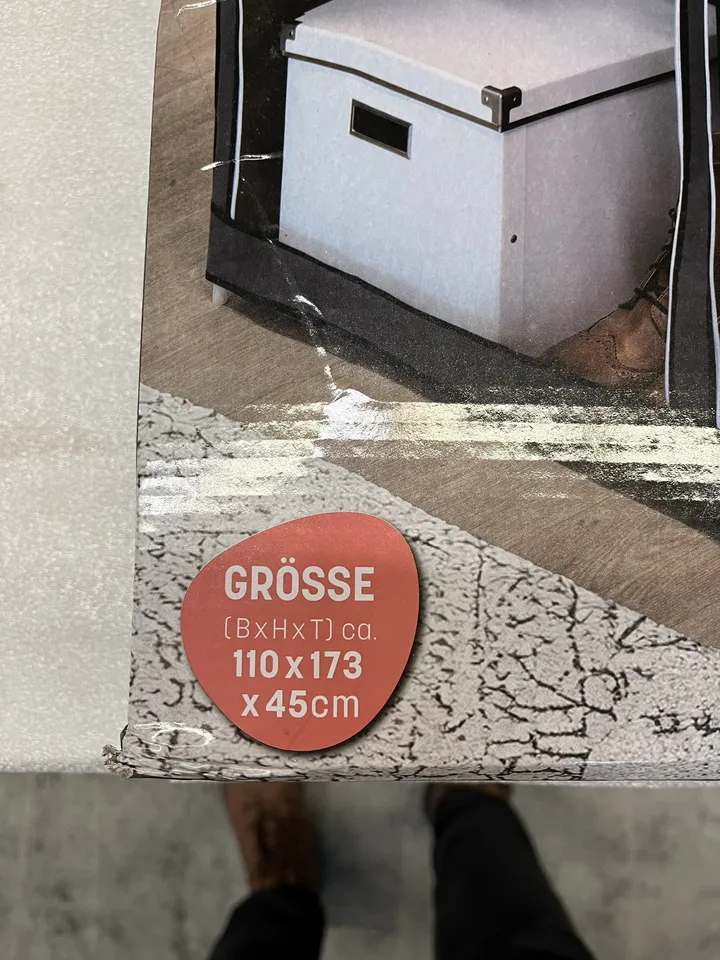 GRÖSSE
(BxHxT) ca.
110 x 173
x 45cm